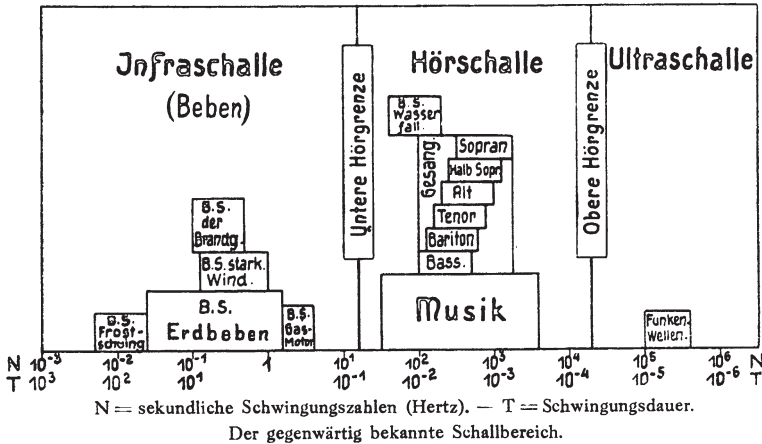 Infraschalle
(Beben)
Untere Hörgrenze
Hörschalle
Obere Hörgrenze
Ultraschalle
B.S.
Wasser
fall.
Gesang.
Sopran
Halb Sopr.
Alt
Tenor
Bariton
Bass.
Musik
B.S.
der
Brandg.
B.S. stark.
Wind.
B.S.
Erdbeben
B.S.
Frost-
schwing
B.S.
Gas-
Motor
Funken.
Wellen.
N 10⁻³ 10⁻² 10⁻¹ 1 10¹ 10² 10³ 10⁴ 10⁵ 10⁶ N
T 10³ 10² 10¹ 1 10⁻¹ 10⁻² 10⁻³ 10⁻⁴ 10⁻⁵ 10⁻⁶ T
N = sekundliche Schwingungszahlen (Hertz). — T = Schwingungsdauer.
Der gegenwärtig bekannte Schallbereich.